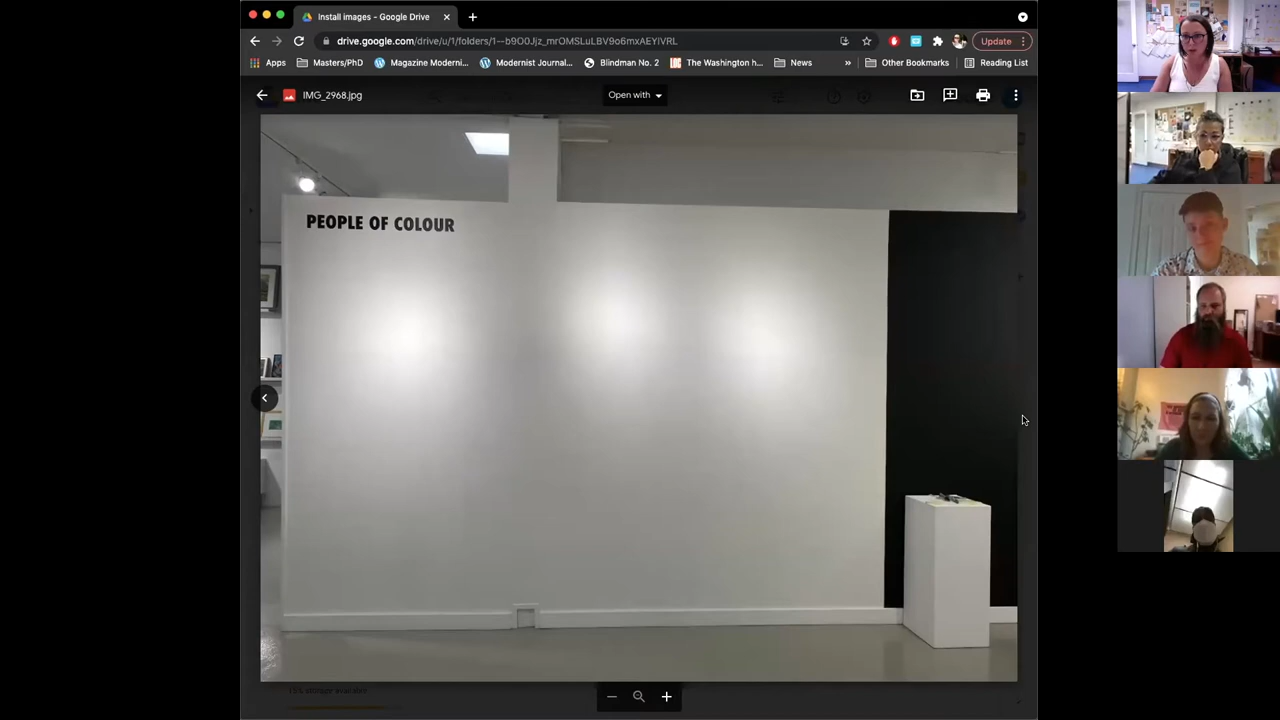 Install images - Google Drive
drive.google.com/drive/u/1/folders/1--b9O0Jjz_mrOMSLuLBV9o6mxAEYlVRL
Update
Apps
Masters/PhD
Magazine Moderni...
Modernist Journal...
Blindman No. 2
The Washington h...
News
»
Other Bookmarks
Reading List
IMG_2968.jpg
Open with
PEOPLE OF COLOUR